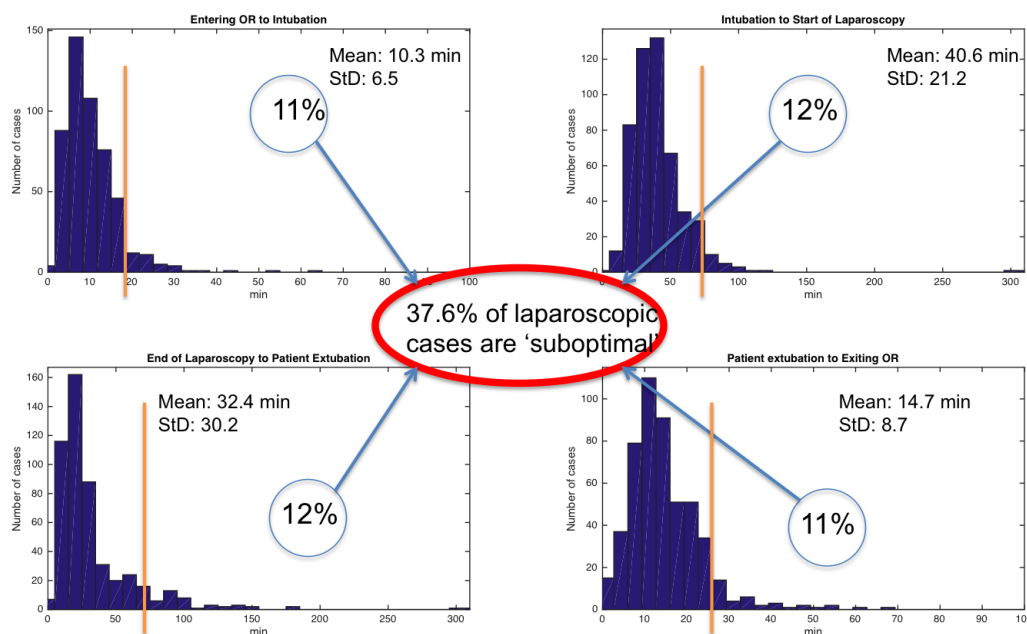 Entering OR to Intubation
150
100
50
0
Number of cases
Mean: 10.3 min
StD: 6.5
11%
0 10 20 30 40 50 60 70 80 90 100
min
Intubation to Start of Laparoscopy
120
100
80
60
40
20
0
Number of cases
Mean: 40.6 min
StD: 21.2
12%
0 50 100 150 200 250 300
min
37.6% of laparoscopic
cases are ‘suboptimal’
End of Laparoscopy to Patient Extubation
160
140
120
100
80
60
40
20
0
Number of cases
Mean: 32.4 min
StD: 30.2
12%
0 50 100 150 200 250 300
min
Patient extubation to Exiting OR
100
80
60
40
20
0
Number of cases
Mean: 14.7 min
StD: 8.7
11%
0 10 20 30 40 50 60 70 80 90 100
min